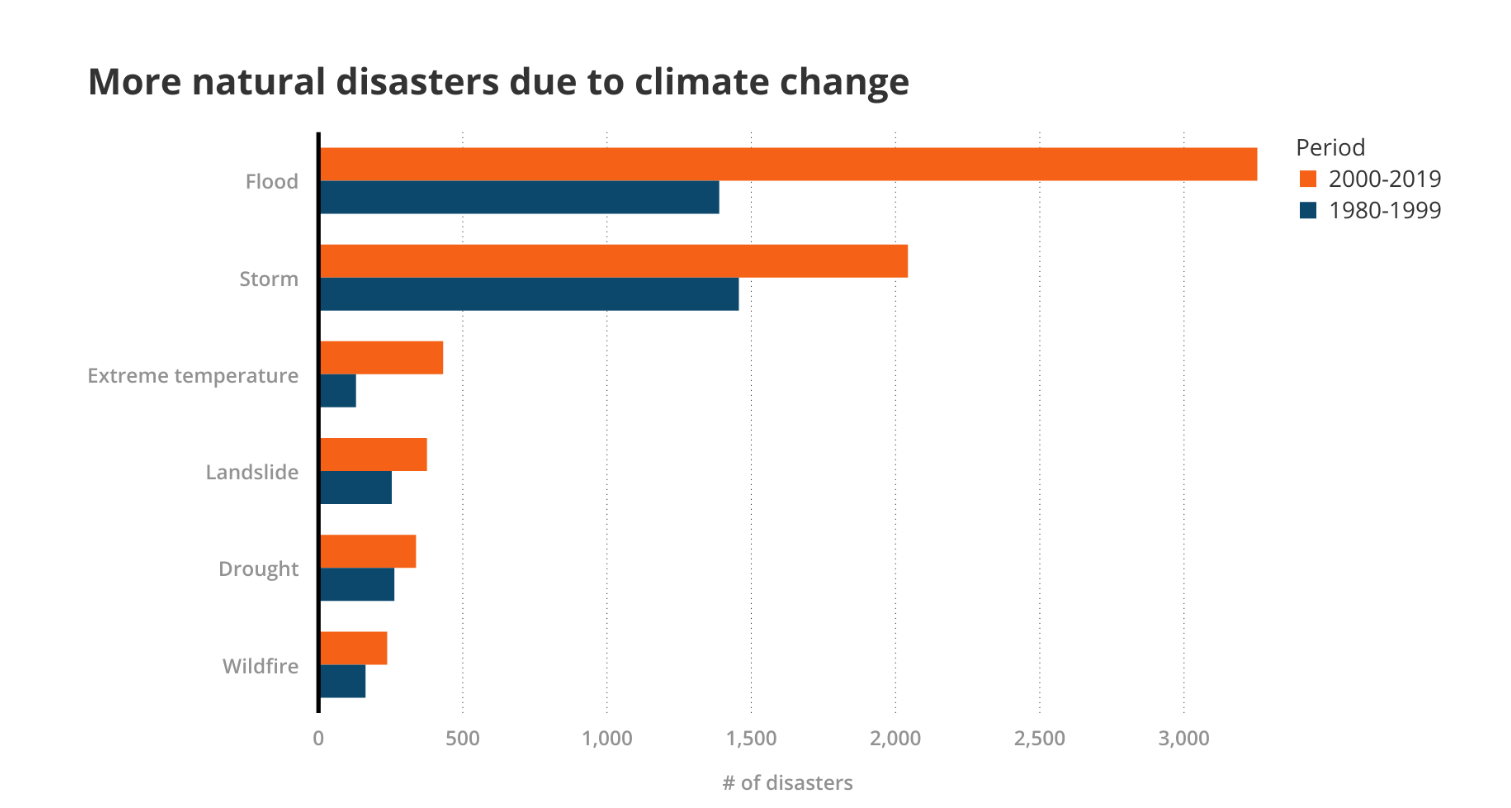 More natural disasters due to climate change
Period
2000-2019
1980-1999
Flood
Storm
Extreme temperature
Landslide
Drought
Wildfire
0 500 1,000 1,500 2,000 2,500 3,000
# of disasters